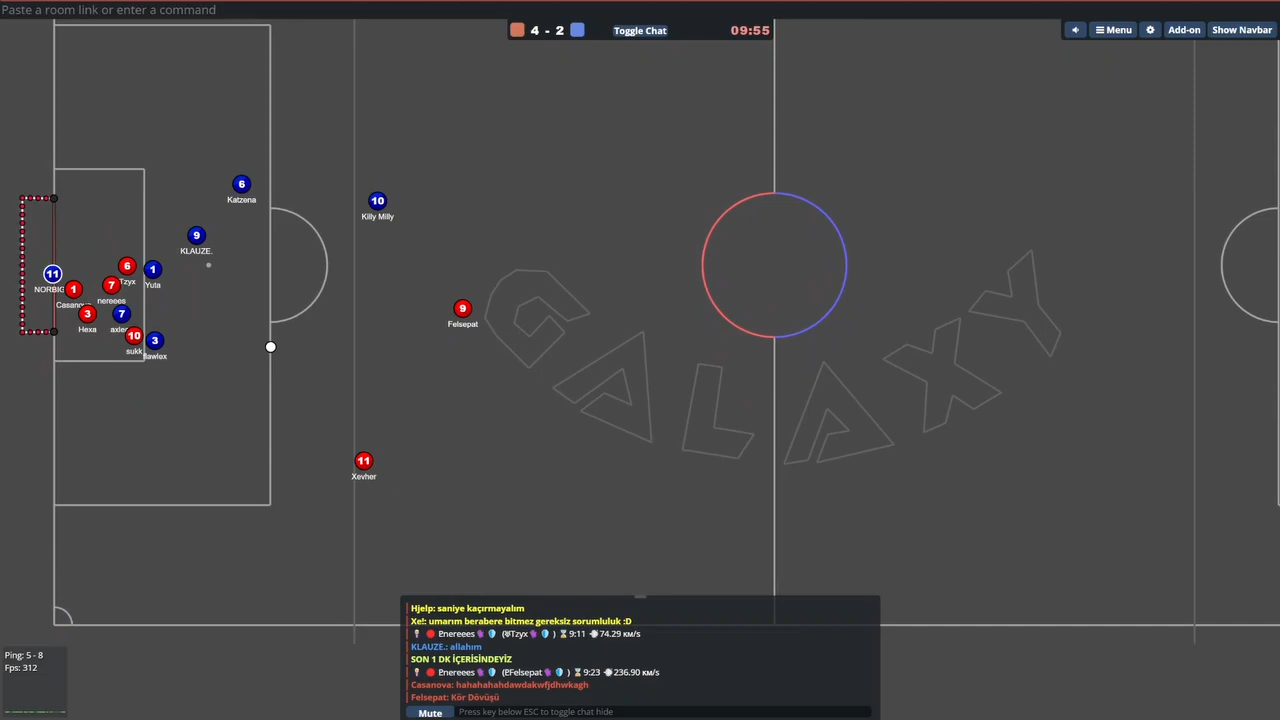 Paste a room link or enter a command
4 - 2
Toggle Chat
09:55
Menu
Add-on
Show Navbar
6
Katzena
10
Killy Milly
9
KLAUZE.
11
NORBIG
1
Casanova
6
Tzyx
1
Yuta
7
nereees
3
Hexa
7
10
sukk
3
9
Felsepat
11
Xevher
GALAXY
Hjelp: saniye kaçırmayalım
Xe!: umarım berabere bitmez gereksiz sorumluluk :D
nereees ( Tzyx ) 9:11 74.29 км/s
KLAUZE.: allahım
SON 1 DK İÇERİSİNDEYİZ
nereees ( Felsepat ) 9:23 236.90 км/s
Casanova: hahahahahdawdakwfjdhwkagh
Felsepat: Kör Dövüşü
Mute
Press key below ESC to toggle chat hide
Ping: 5 - 8
Fps: 312